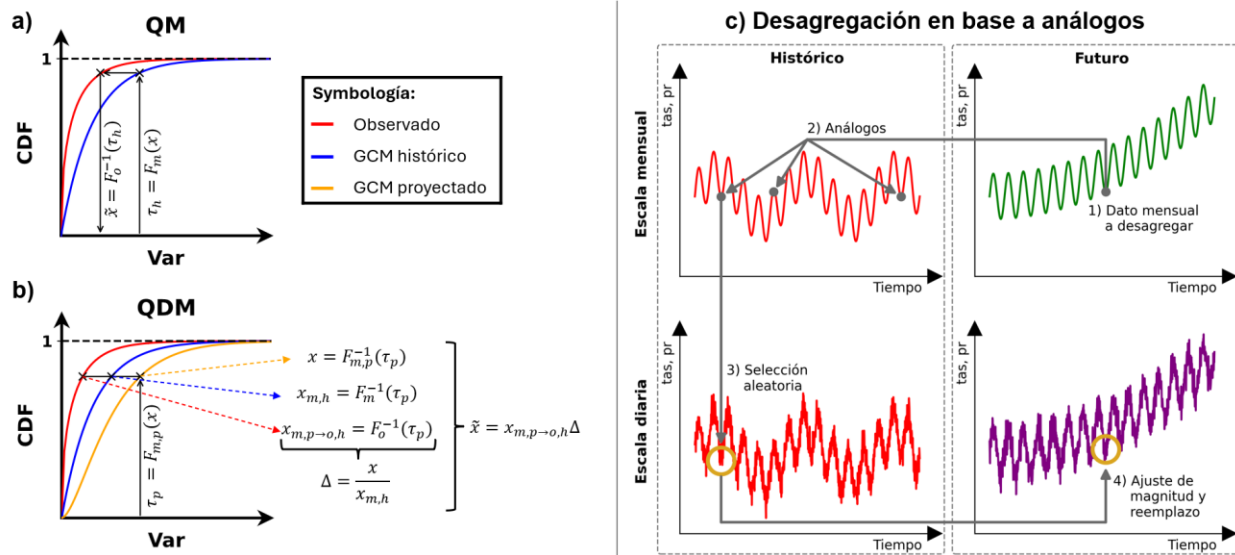 a)
QM
1
CDF
x̃ = F_o^{-1}(τ_h)
τ_h = F_m(x)
Var
Symbología:
Observado
GCM histórico
GCM proyectado
b)
QDM
1
CDF
τ_p = F_{m,p}(x)
Var
x = F_{m,p}^{-1}(τ_p)
x_{m,h} = F_m^{-1}(τ_p)
x_{m,p→o,h} = F_o^{-1}(τ_p)
Δ = x / x_{m,h}
x̃ = x_{m,p→o,h}Δ
c) Desagregación en base a análogos
Histórico
Futuro
Escala mensual
tas, pr
2) Análogos
Tiempo
tas, pr
1) Dato mensual
a desagregar
Tiempo
Escala diaria
tas, pr
3) Selección
aleatoria
Tiempo
tas, pr
4) Ajuste de
magnitud y
reemplazo
Tiempo